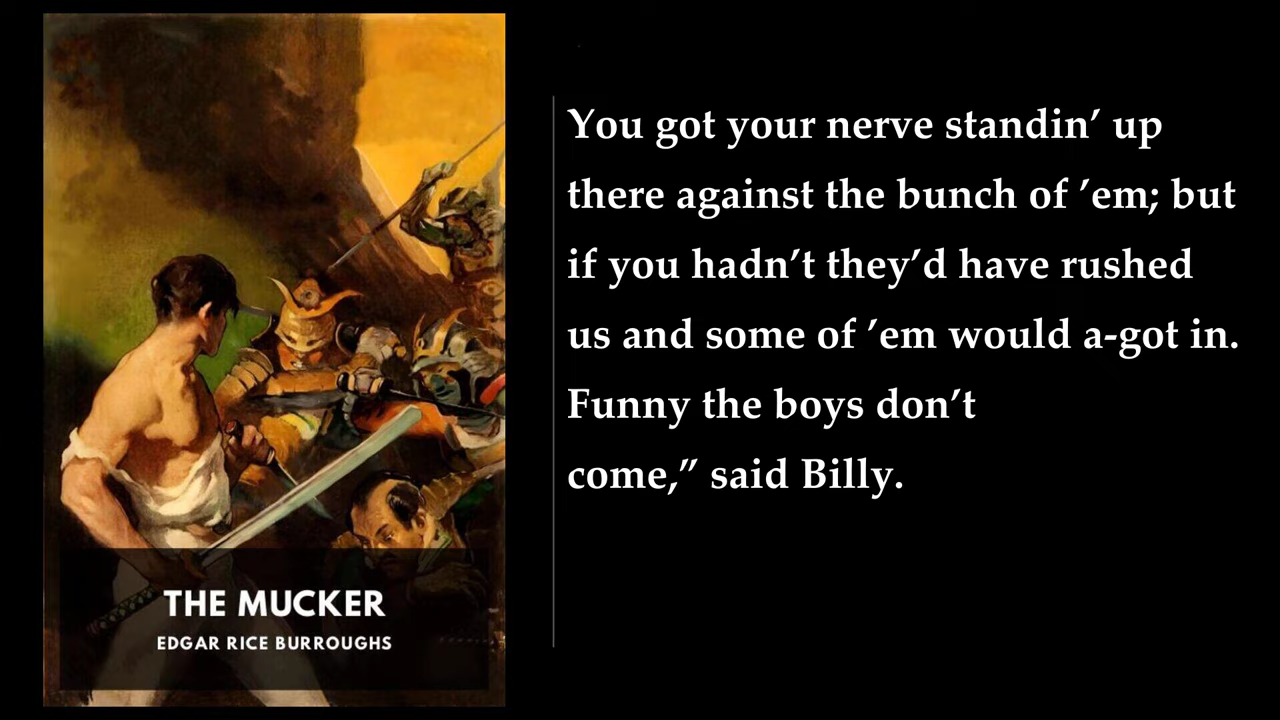 You got your nerve standin’ up
there against the bunch of ’em; but
if you hadn’t they’d have rushed
us and some of ’em would a-got in.
Funny the boys don’t
come,” said Billy.
THE MUCKER
EDGAR RICE BURROUGHS